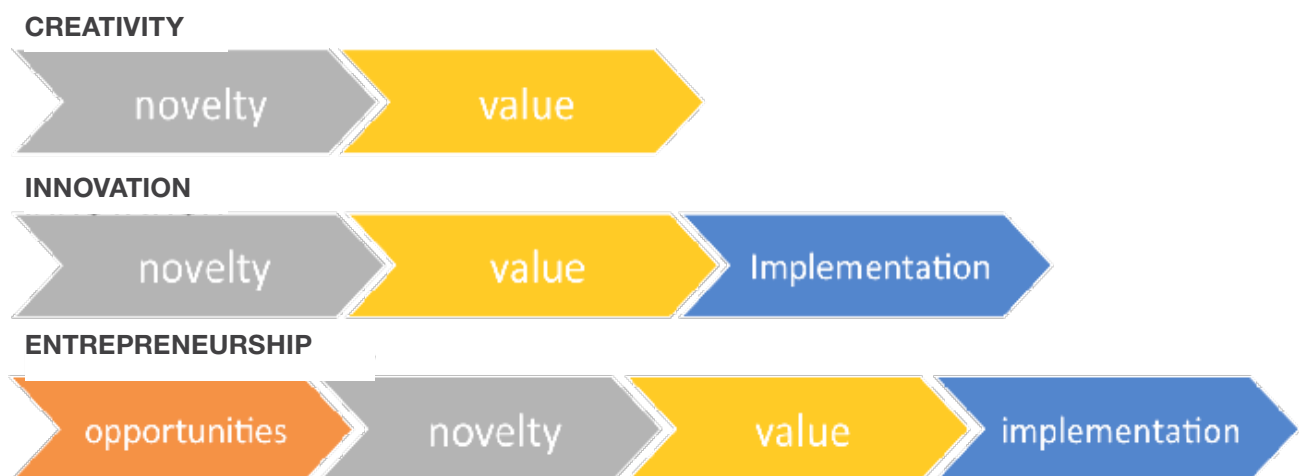 CREATIVITY
novelty value
INNOVATION
novelty value Implementation
ENTREPRENEURSHIP
opportunities novelty value implementation